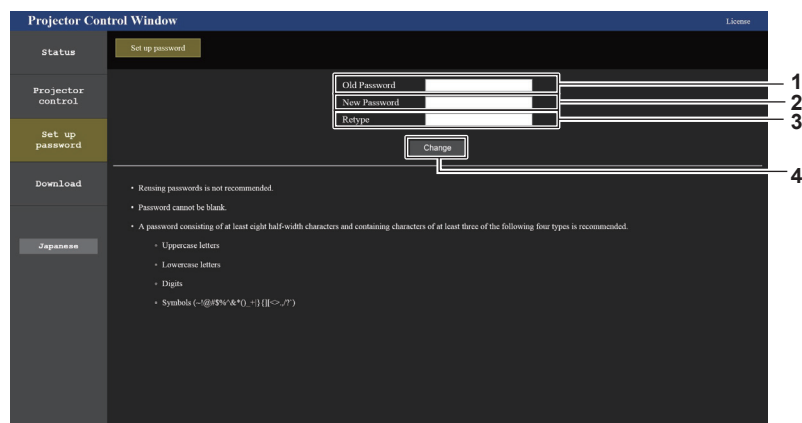 Projector Control Window
License
Status
Set up password
Projector
control
Old Password
1
New Password
2
Retype
3
Set up
password
Change
4
Download
• Reusing passwords is not recommended.
• Password cannot be blank.
• A password consisting of at least eight half-width characters and containing characters of at least three of the following four types is recommended.
Japanese
Uppercase letters
Lowercase letters
Digits
Symbols (~!@#$%^&*()_+|}{][<>.,/?`)